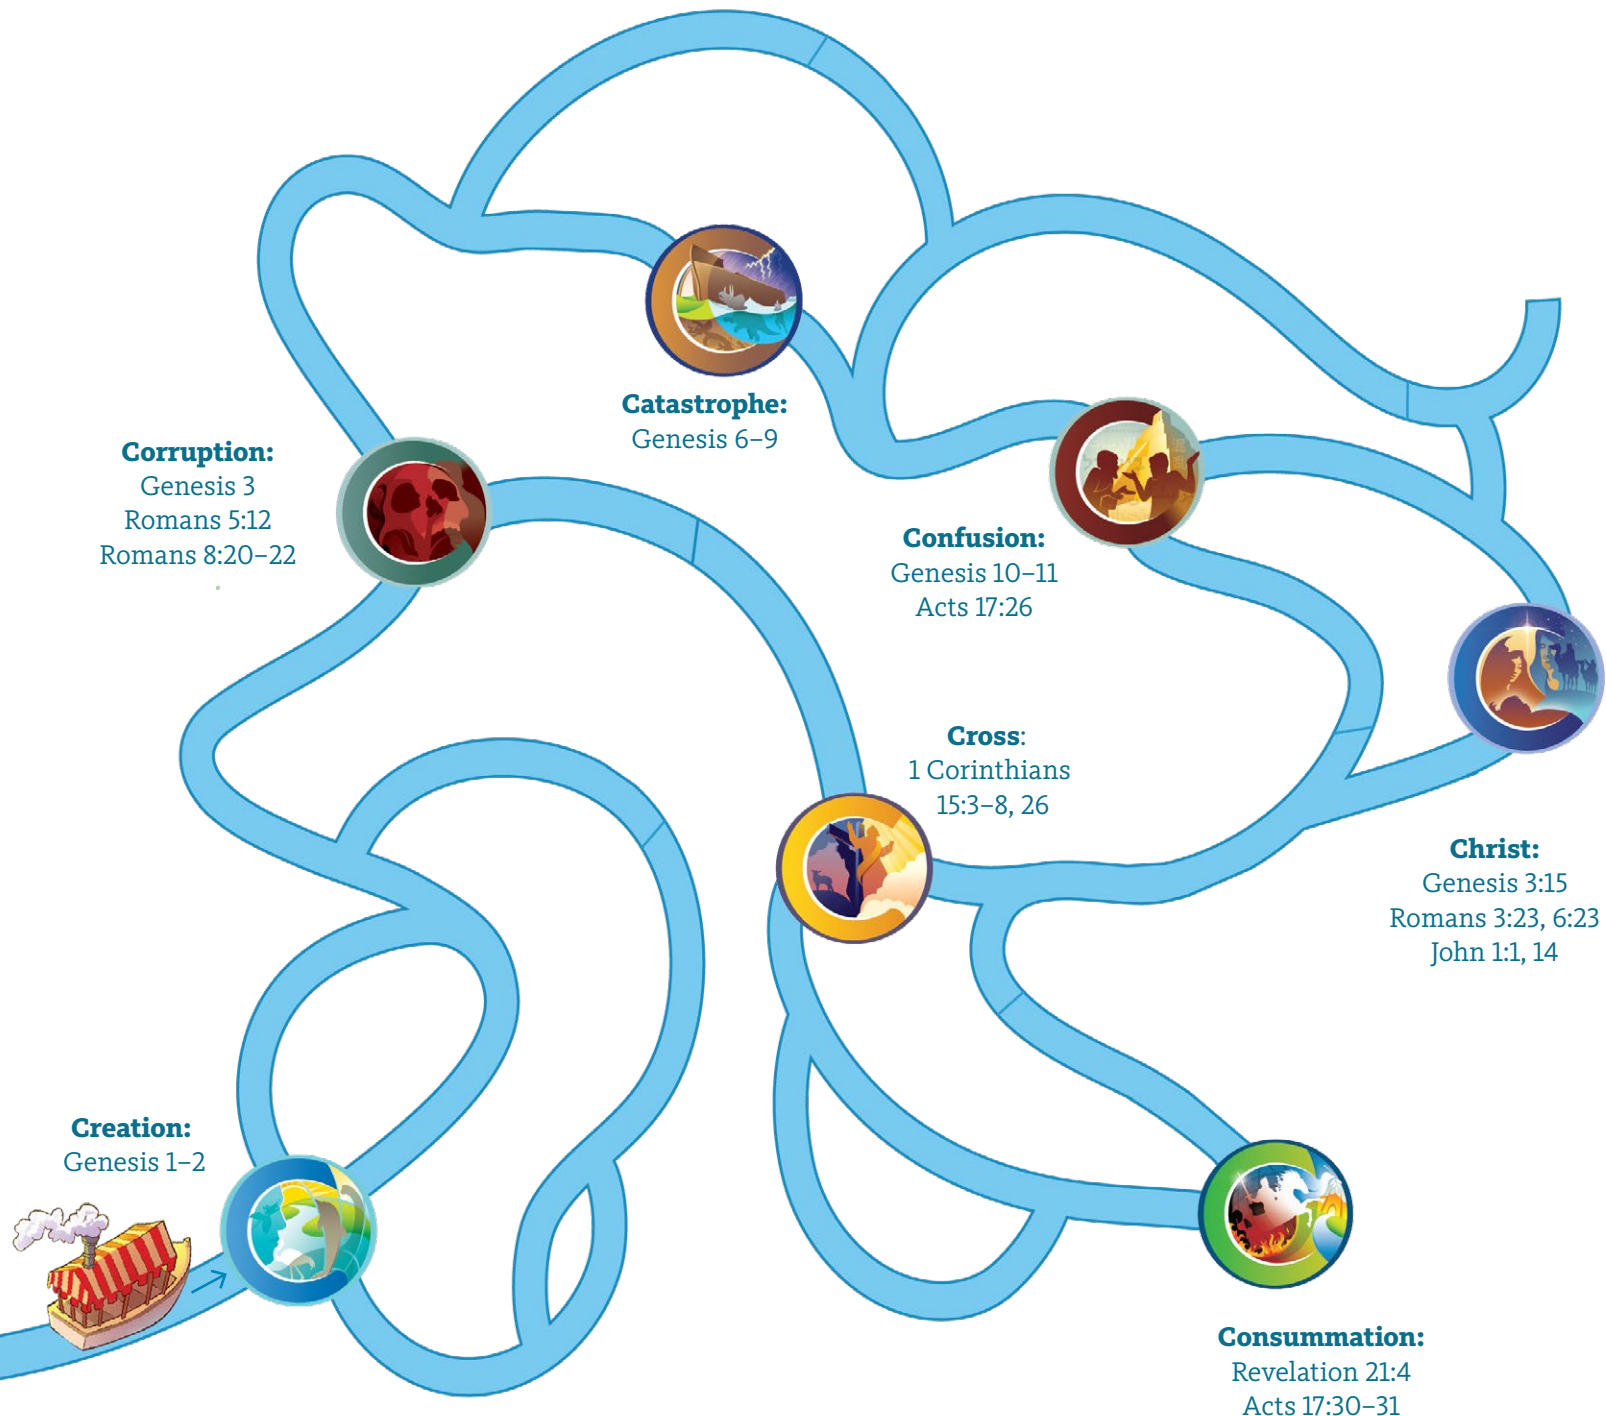 Catastrophe:
Genesis 6–9
Corruption:
Genesis 3
Romans 5:12
Romans 8:20–22
Confusion:
Genesis 10–11
Acts 17:26
Cross:
1 Corinthians
15:3–8, 26
Christ:
Genesis 3:15
Romans 3:23, 6:23
John 1:1, 14
Creation:
Genesis 1–2
Consummation:
Revelation 21:4
Acts 17:30–31